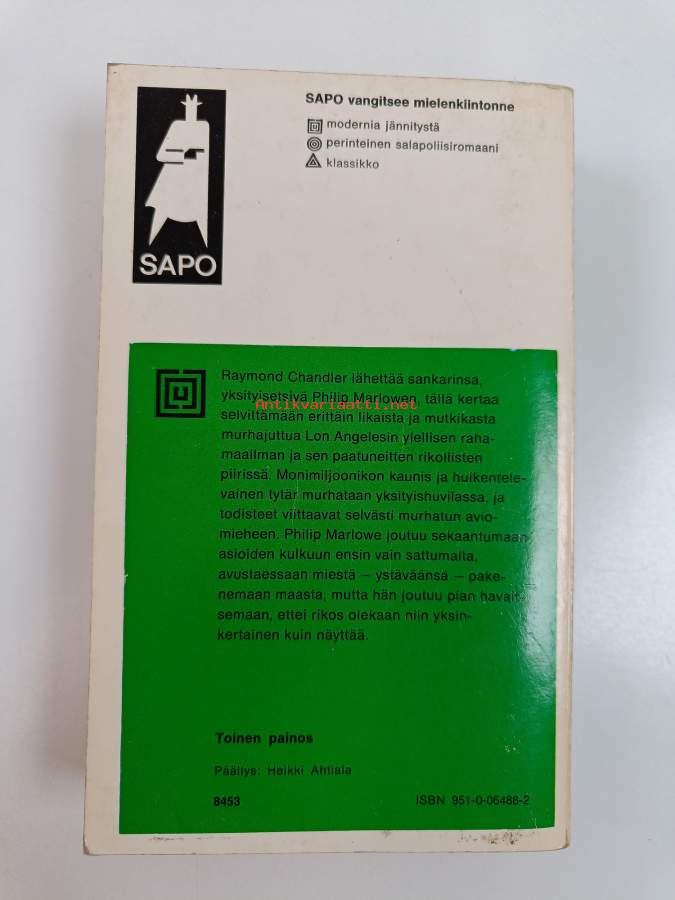 SAPO vangitsee mielenkiintonne
modernia jännitystä
perinteinen salapoliisiromaani
klassikko
SAPO
Raymond Chandler lähettää sankarinsa,
yksityisetsivä Philip Marlowen, tällä kertaa
Antikvariaatti.net
selvittämään erittäin likaista ja mutkikasta
murhajuttua Lon Angelesin ylellisen raha-
maailman ja sen paatuneitten rikollisten
piirissä. Monimiljoonikon kaunis ja huikentele-
vainen tytär murhataan yksityishuvilassa, ja
todisteet viittaavat selvästi murhatun avio-
mieheen. Philip Marlowe joutuu sekaantumaan
asioiden kulkuun ensin vain sattumalta,
avustaessaan miestä – ystäväänsä – pake-
nemaan maasta, mutta hän joutuu pian havait-
semaan, ettei rikos olekaan niin yksin-
kertainen kuin näyttää.
Toinen painos
Päällys: Heikki Ahtiala
8453
ISBN 951-0-06486-2